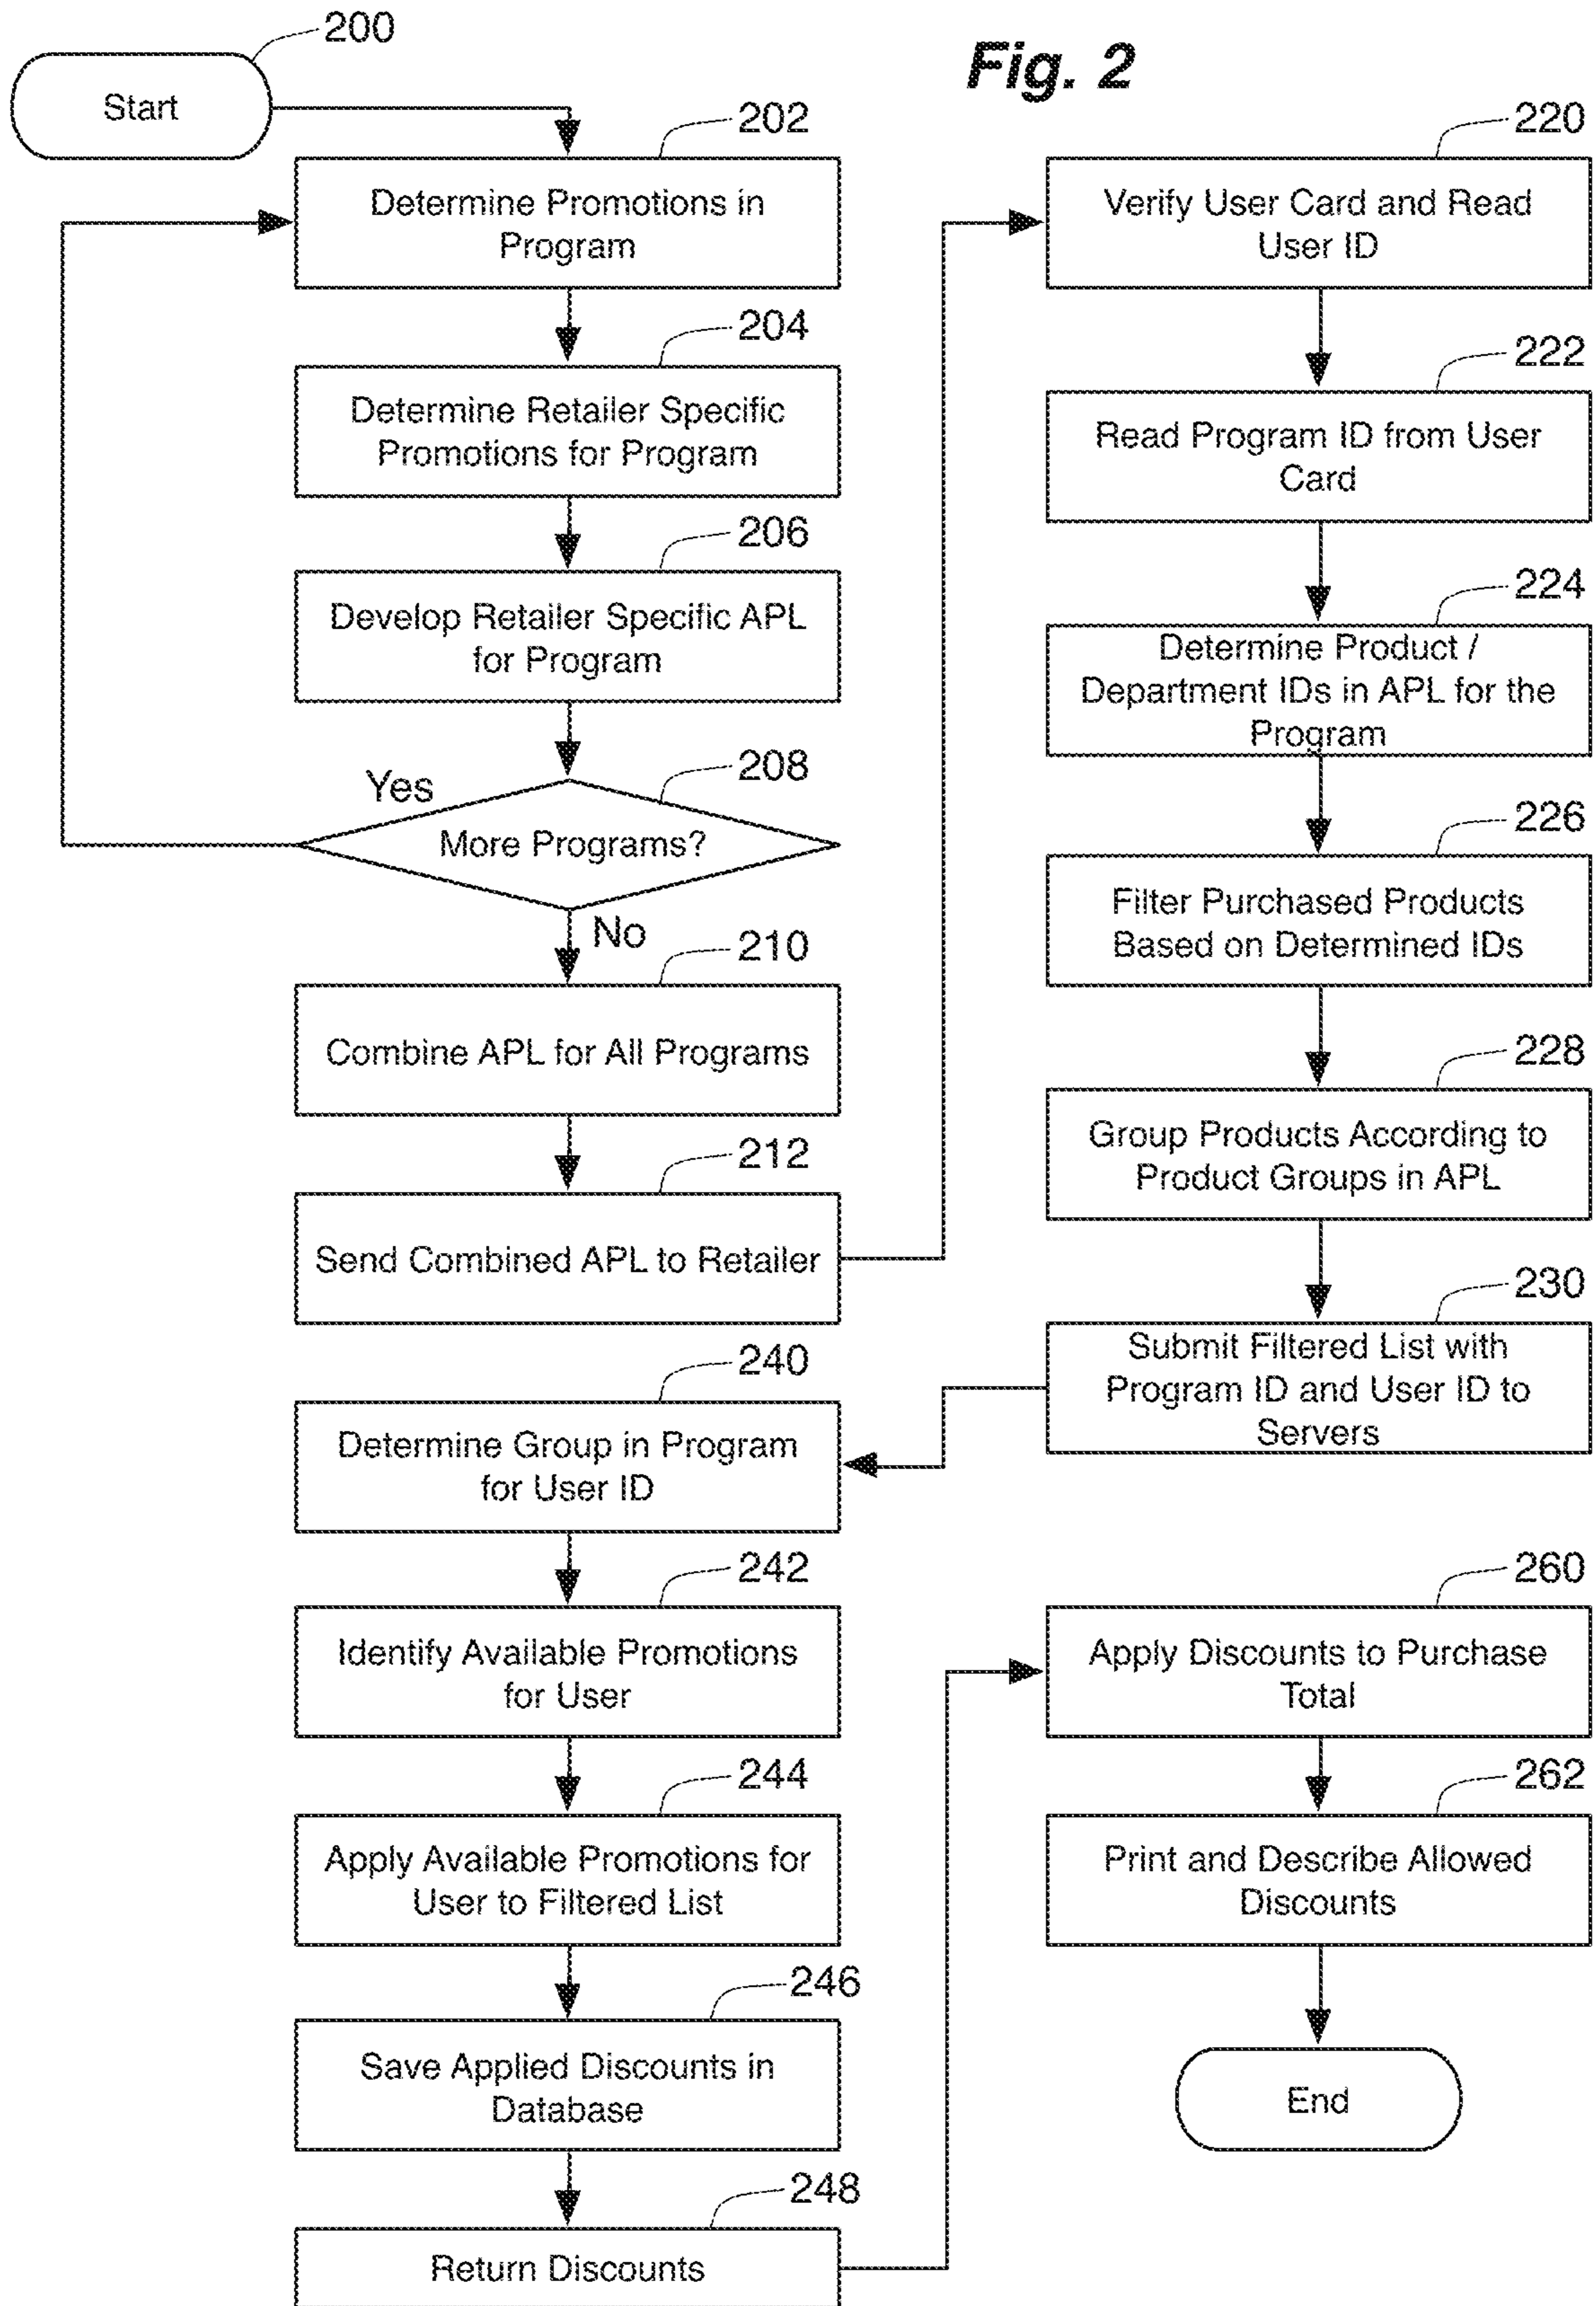 Fig. 2
200
Start
202
Determine Promotions in
Program
204
Determine Retailer Specific
Promotions for Program
206
Develop Retailer Specific APL
for Program
208
Yes
More Programs?
No
210
Combine APL for All Programs
212
Send Combined APL to Retailer
220
Verify User Card and Read
User ID
222
Read Program ID from User
Card
224
Determine Product /
Department IDs in APL for the
Program
226
Filter Purchased Products
Based on Determined IDs
228
Group Products According to
Product Groups in APL
230
Submit Filtered List with
Program ID and User ID to
Servers
240
Determine Group in Program
for User ID
242
Identify Available Promotions
for User
244
Apply Available Promotions for
User to Filtered List
246
Save Applied Discounts in
Database
248
Return Discounts
260
Apply Discounts to Purchase
Total
262
Print and Describe Allowed
Discounts
End